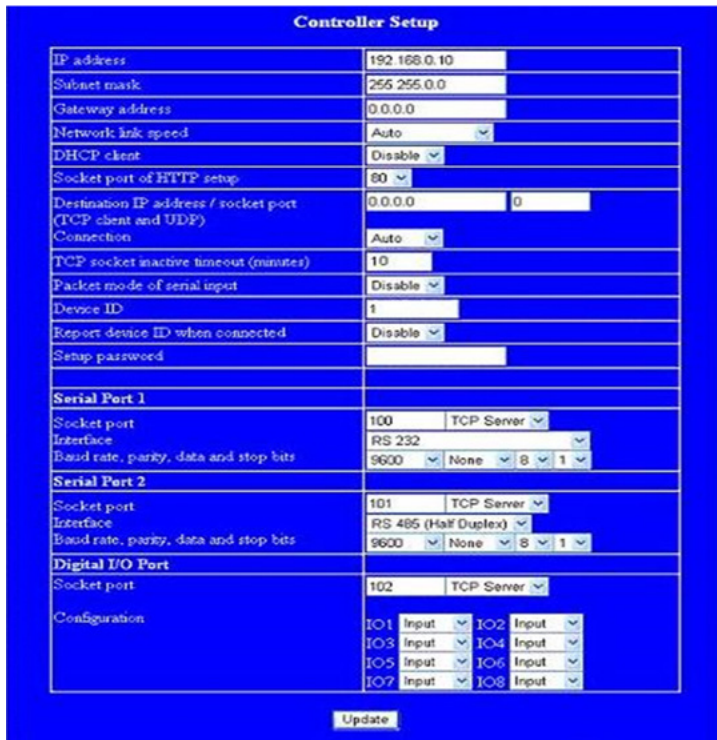 Controller Setup
IP address 192.168.0.10
Subnet mask 255.255.0.0
Gateway address 0.0.0.0
Network link speed Auto
DHCP client Disable
Socket port of HTTP setup 80
Destination IP address / socket port 0.0.0.0 0
(TCP client and UDP)
Connection Auto
TCP socket inactive timeout (minutes) 10
Packet mode of serial input Disable
Device ID 1
Report device ID when connected Disable
Setup password
Serial Port 1
Socket port 100 TCP Server
Interface RS 232
Baud rate, parity, data and stop bits 9600 None 8 1
Serial Port 2
Socket port 101 TCP Server
Interface RS 485 (Half Duplex)
Baud rate, parity, data and stop bits 9600 None 8 1
Digital I/O Port
Socket port 102 TCP Server
Configuration IO1 Input IO2 Input
IO3 Input IO4 Input
IO5 Input IO6 Input
IO7 Input IO8 Input
Update